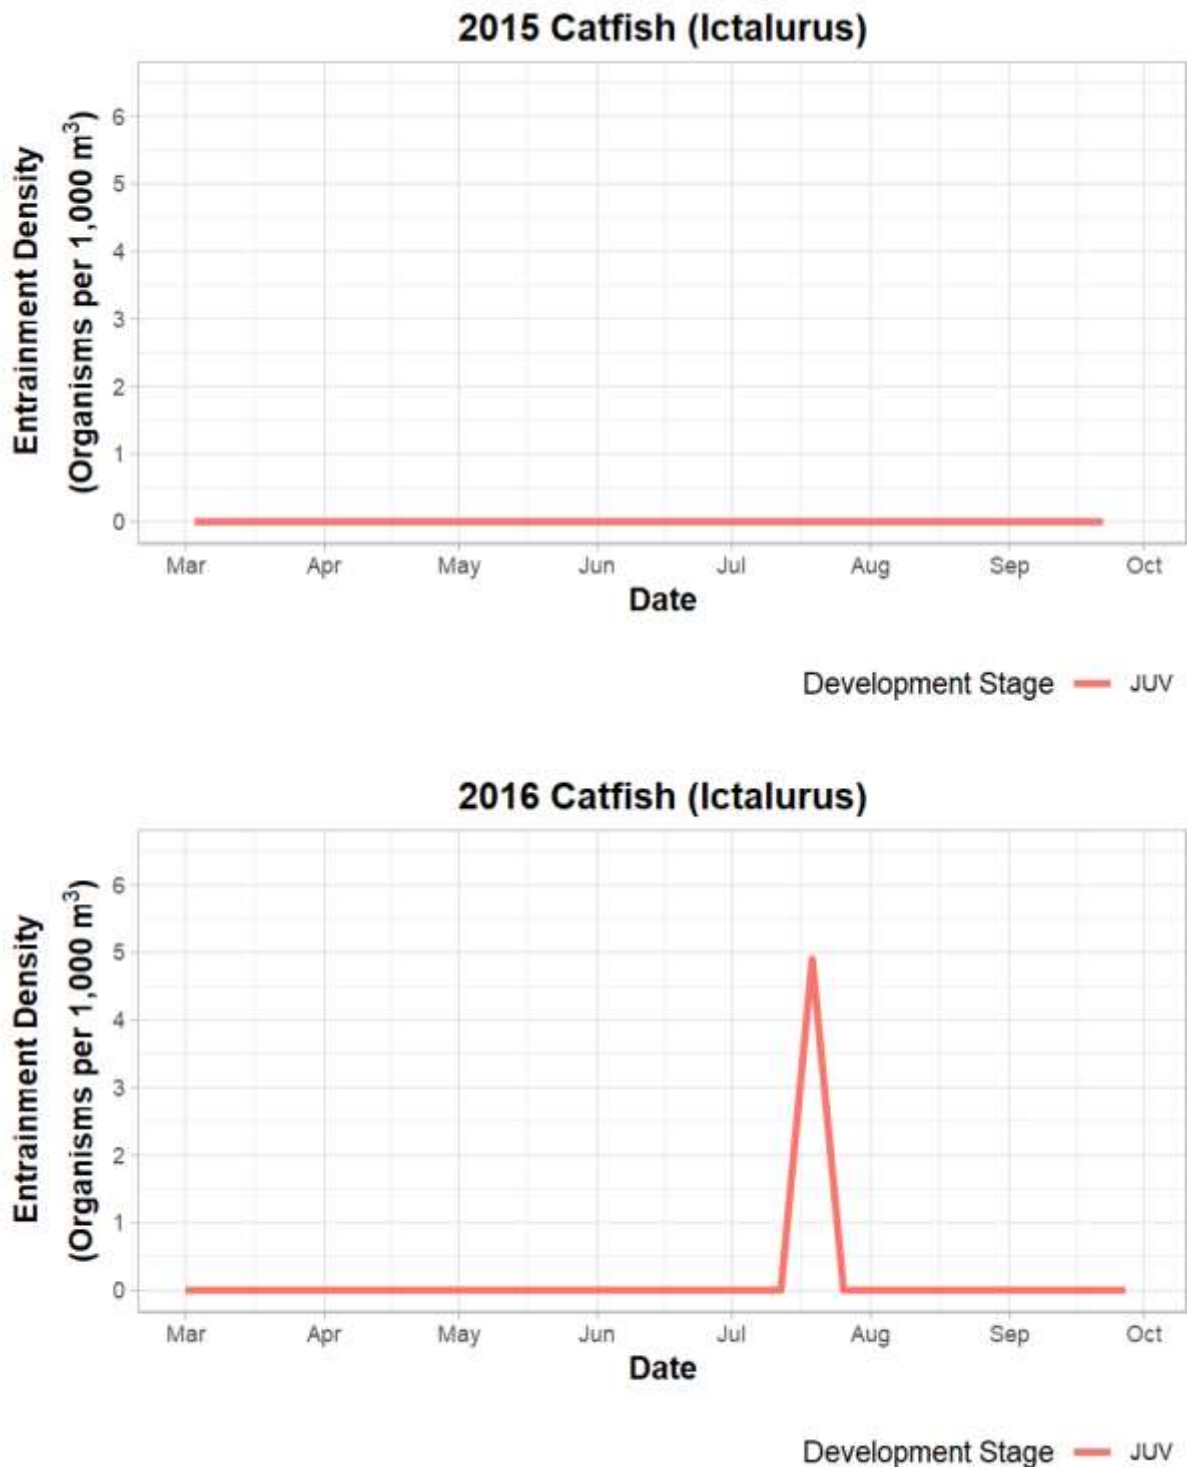 2015 Catfish (Ictalurus)
Entrainment Density
(Organisms per 1,000 m³)
6
5
4
3
2
1
0
Mar Apr May Jun Jul Aug Sep Oct
Date
Development Stage JUV
2016 Catfish (Ictalurus)
Entrainment Density
(Organisms per 1,000 m³)
6
5
4
3
2
1
0
Mar Apr May Jun Jul Aug Sep Oct
Date
Development Stage JUV